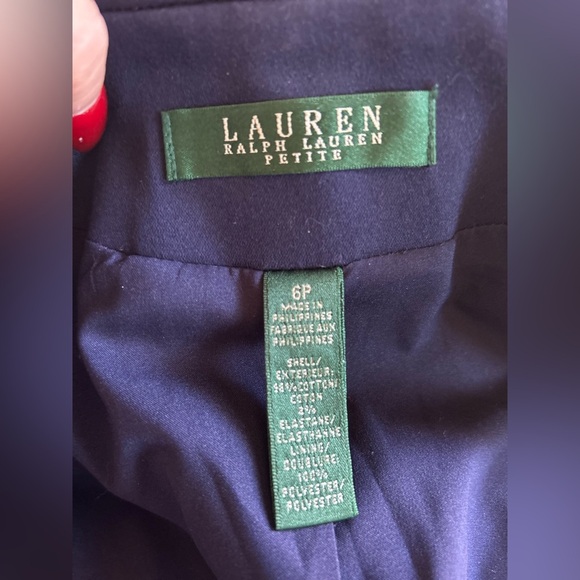 LAUREN
RALPH LAUREN
PETITE
6P
MADE IN
PHILIPPINES
FABRIQUE AUX
PHILIPPINES
SHELL/
EXTERIEUR:
98% COTTON/
COTON
2%
ELASTANE/
ELASTHANNE
LINING/
DOUBLURE:
100%
POLYESTER/
POLYESTER